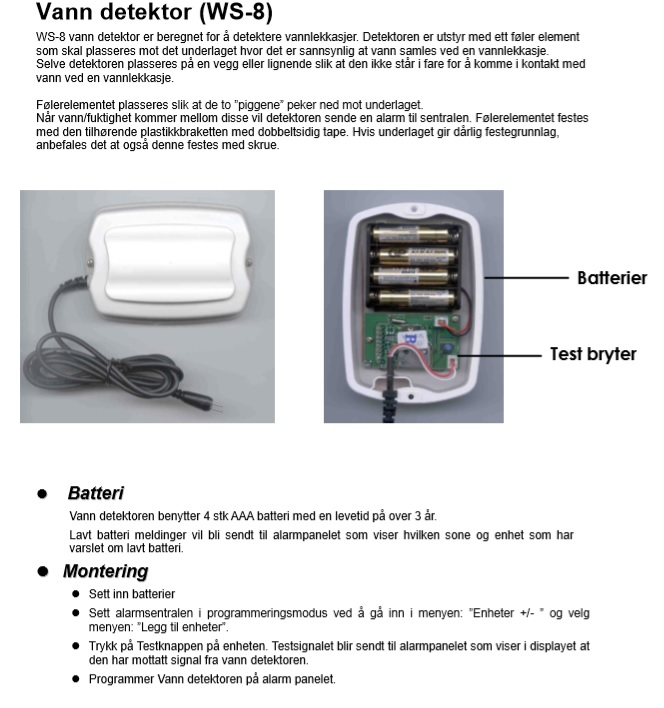 Vann detektor (WS-8)
WS-8 vann detektor er beregnet for å detektere vannlekkasjer. Detektoren er utstyr med ett føler element
som skal plasseres mot det underlaget hvor det er sannsynlig at vann samles ved en vannlekkasje.
Selve detektoren plasseres på en vegg eller lignende slik at den ikke står i fare for å komme i kontakt med
vann ved en vannlekkasje.
Følerelementet plasseres slik at de to "piggene" peker ned mot underlaget.
Når vann/fuktighet kommer mellom disse vil detektoren sende en alarm til sentralen. Følerelementet festes
med den tilhørende plastikkbraketten med dobbeltsidig tape. Hvis underlaget gir dårlig festegrunnlag,
anbefales det at også denne festes med skrue.
Batterier
Test bryter
● Batteri
Vann detektoren benytter 4 stk AAA batteri med en levetid på over 3 år.
Lavt batteri meldinger vil bli sendt til alarmpanelet som viser hvilken sone og enhet som har
varslet om lavt batteri.
● Montering
● Sett inn batterier
● Sett alarmsentralen i programmeringsmodus ved å gå inn i menyen: "Enheter +/- " og velg
menyen: "Legg til enheter".
● Trykk på Testknappen på enheten. Testsignalet blir sendt til alarmpanelet som viser i displayet at
den har mottatt signal fra vann detektoren.
● Programmer Vann detektoren på alarm panelet.